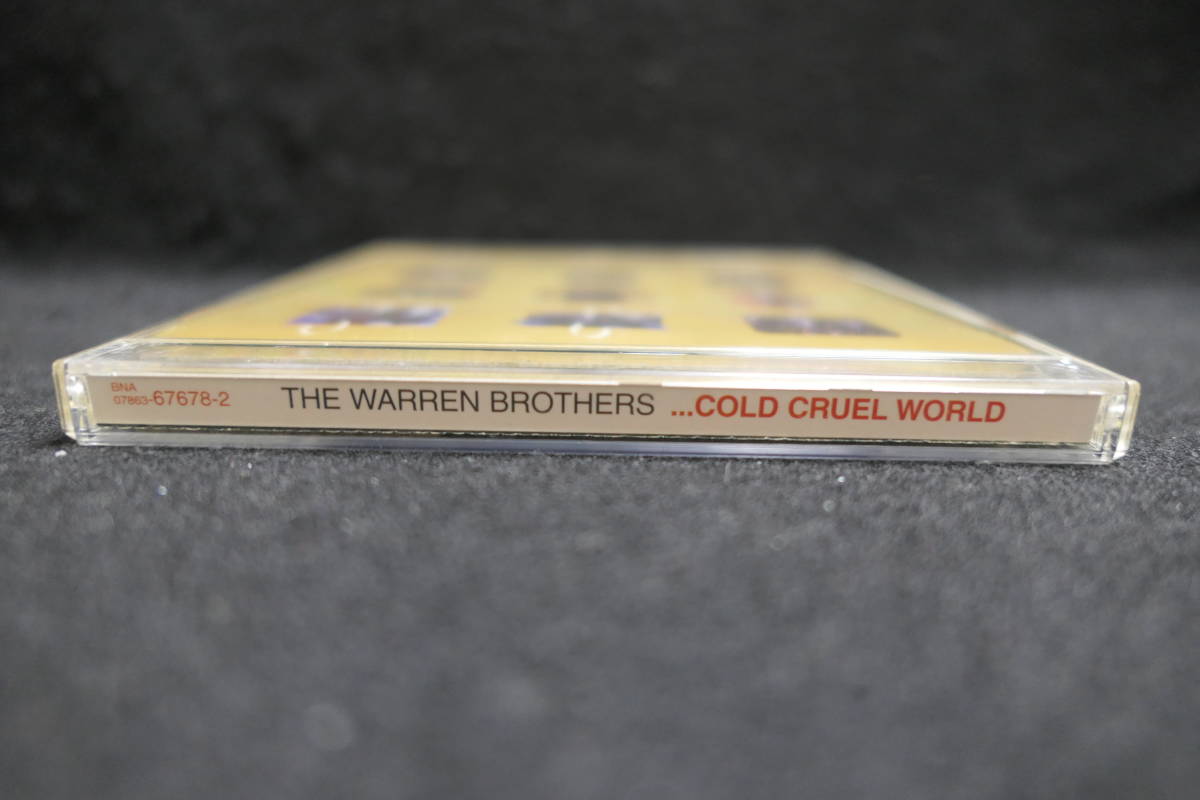 BNA
07863-67678-2
THE WARREN BROTHERS ...COLD CRUEL WORLD